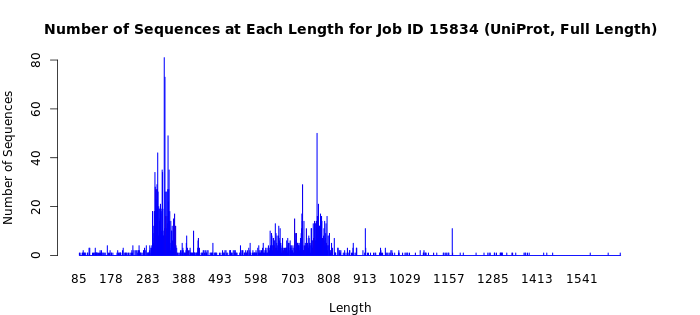 Number of Sequences at Each Length for Job ID 15834 (UniProt, Full Length)
Number of Sequences
80
60
40
20
0
85 178 283 388 493 598 703 808 913 1029 1157 1285 1413 1541
Length